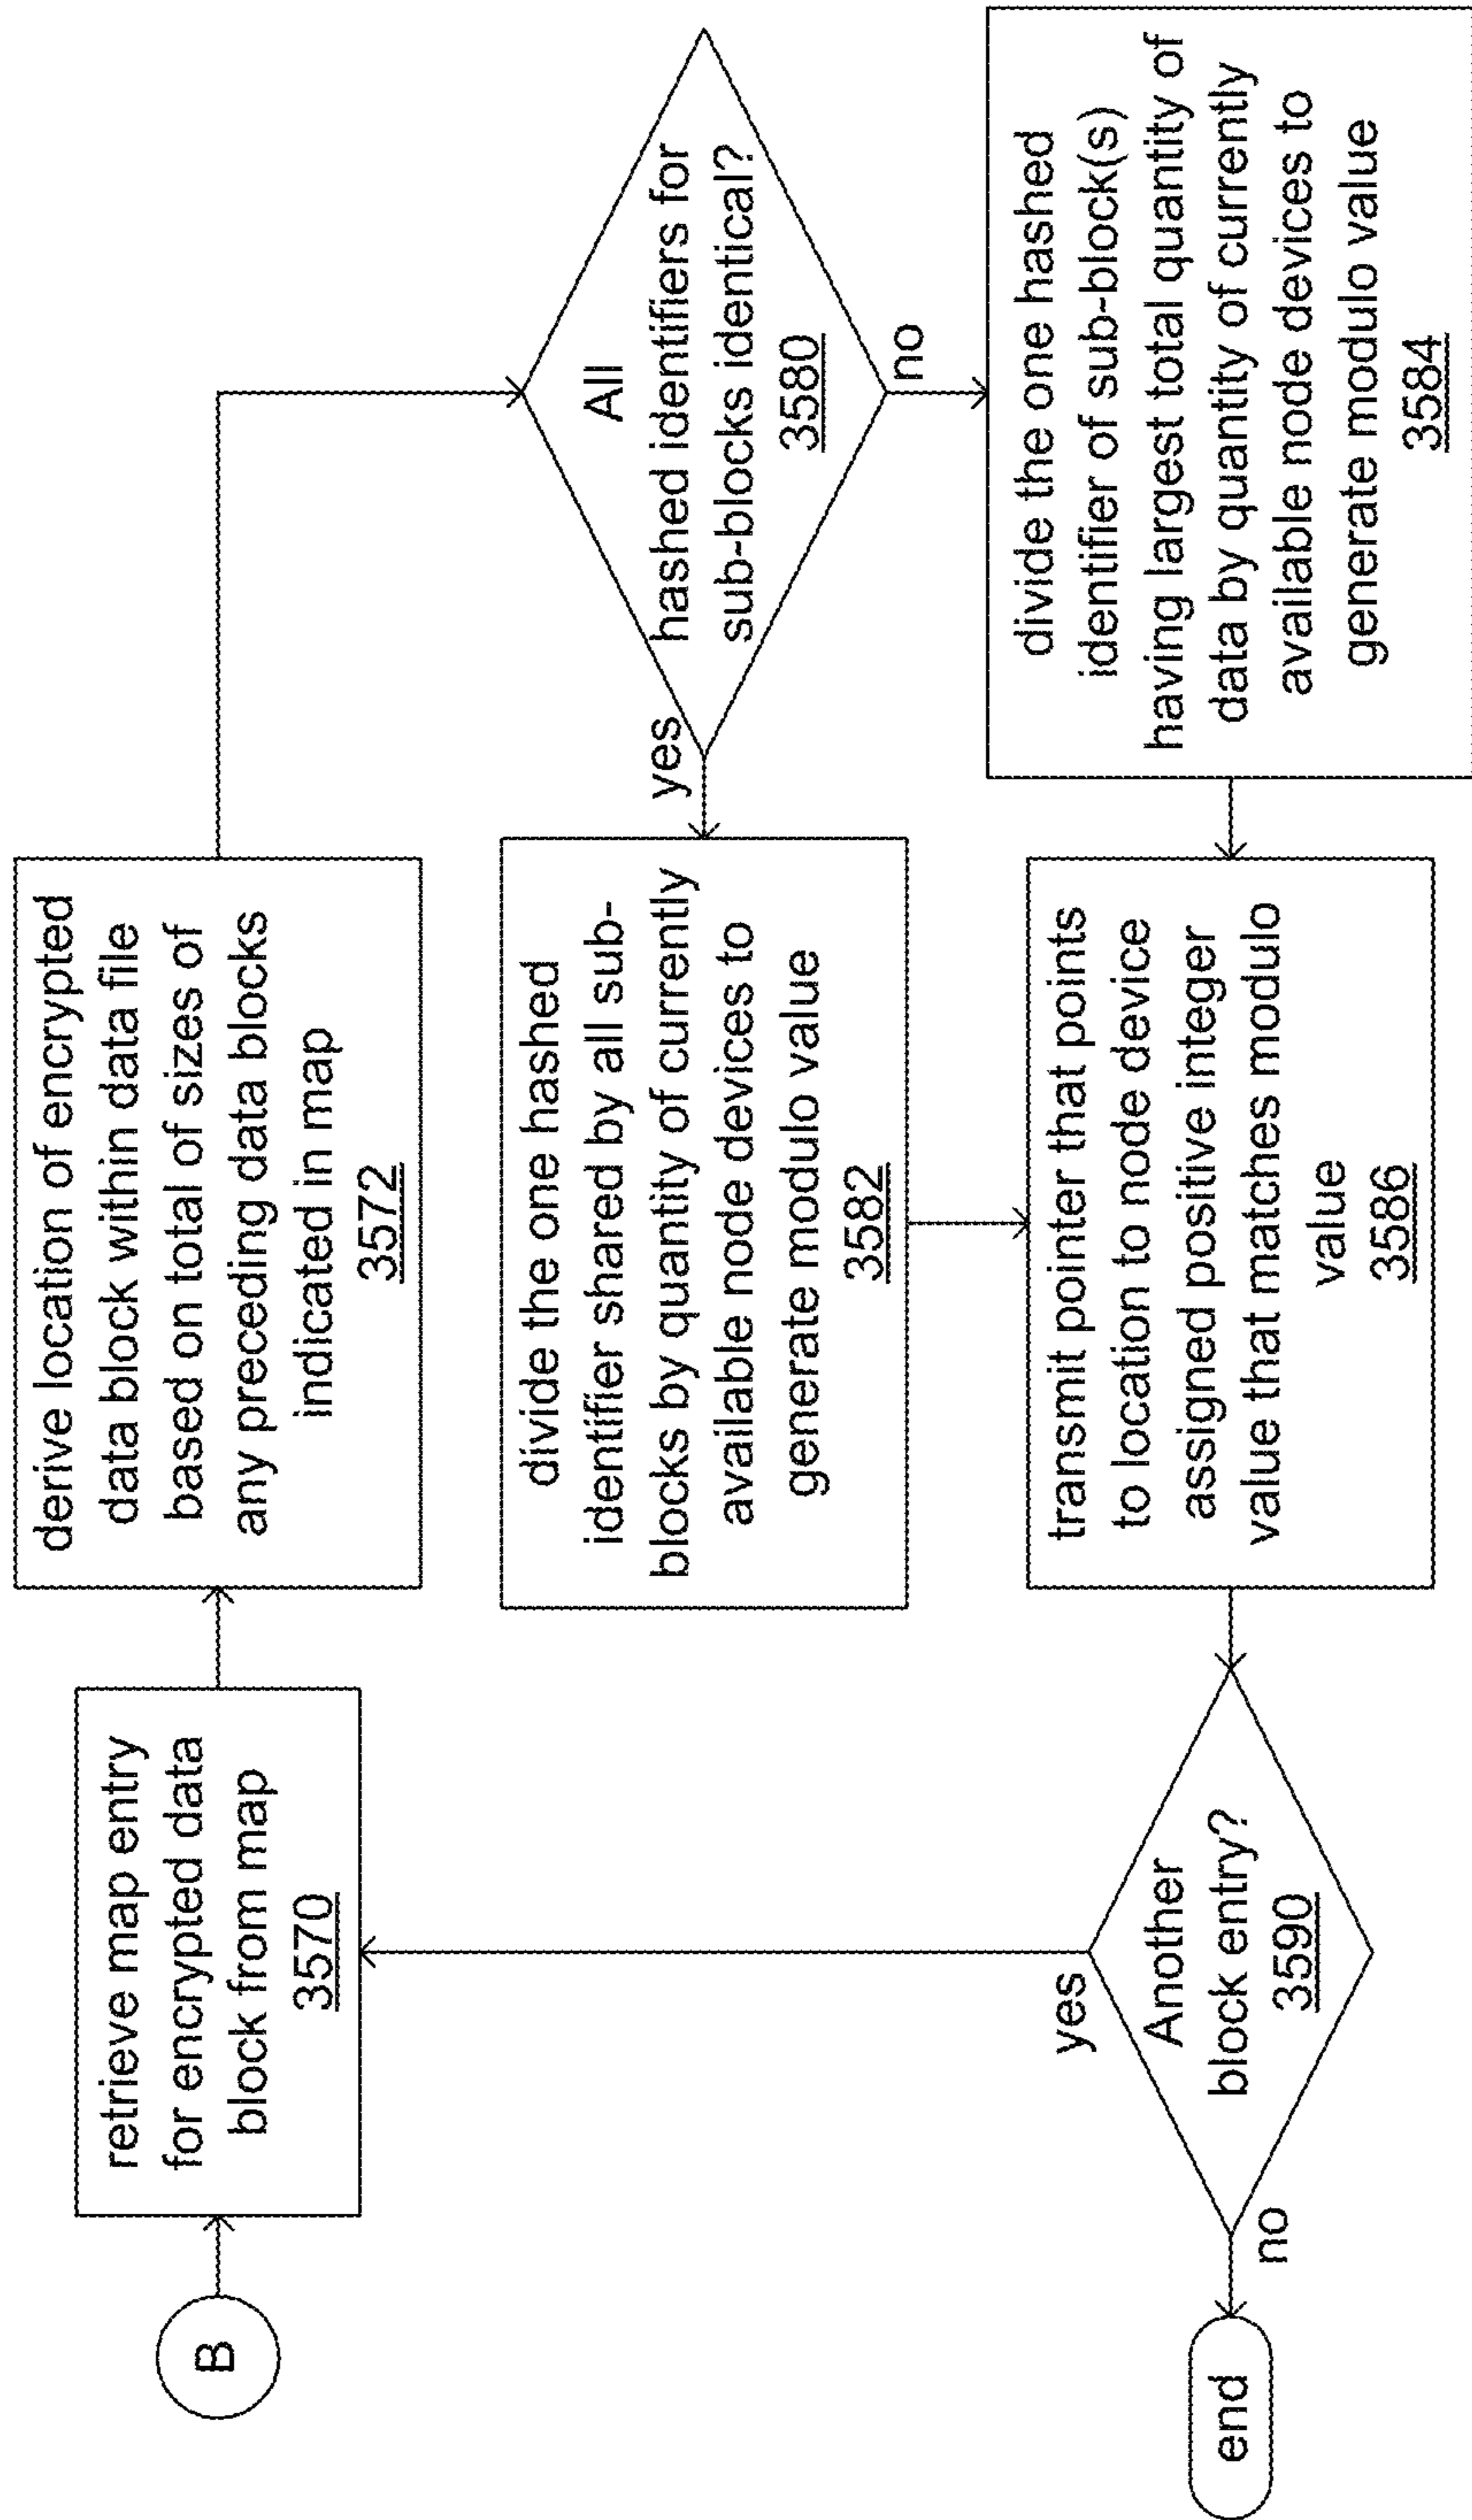 B
retrieve map entry
for encrypted data
block from map
3570
derive location of encrypted
data block within data file
based on total of sizes of
any preceding data blocks
indicated in map
3572
All
hashed identifiers for
sub-blocks identical?
3580
yes
no
divide the one hashed
identifier shared by all sub-
blocks by quantity of currently
available node devices to
generate modulo value
3582
divide the one hashed
identifier of sub-block(s)
having largest total quantity of
data by quantity of currently
available node devices to
generate modulo value
3584
transmit pointer that points
to location to node device
assigned positive integer
value that matches modulo
value
3586
Another
block entry?
3590
yes
no
end